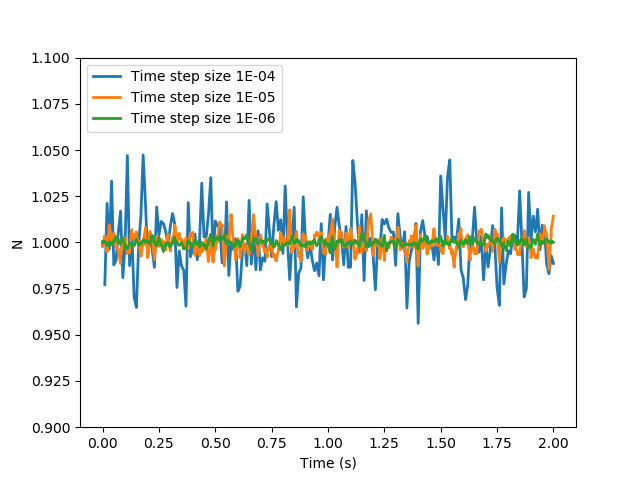 1.100
1.075
1.050
1.025
1.000
0.975
0.950
0.925
0.900
N
Time step size 1E-04
Time step size 1E-05
Time step size 1E-06
0.00 0.25 0.50 0.75 1.00 1.25 1.50 1.75 2.00
Time (s)